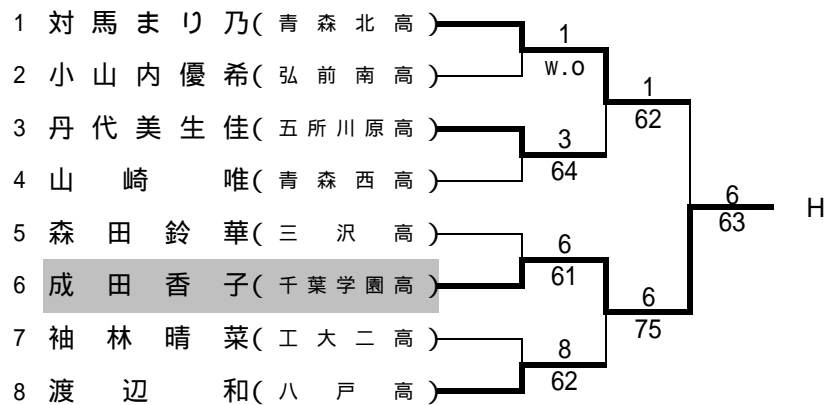 1 対馬まり乃(青森北高)
2 小山内優希(弘前南高)
3 丹代美生佳(五所川原高)
4 山崎唯(青森西高)
5 森田鈴華(三沢高)
6 成田香子(千葉学園高)
7 袖林晴菜(工大二高)
8 渡辺和(八戸高)
1
w.o
3
64
6
61
8
62
1
62
6
75
6
63
H